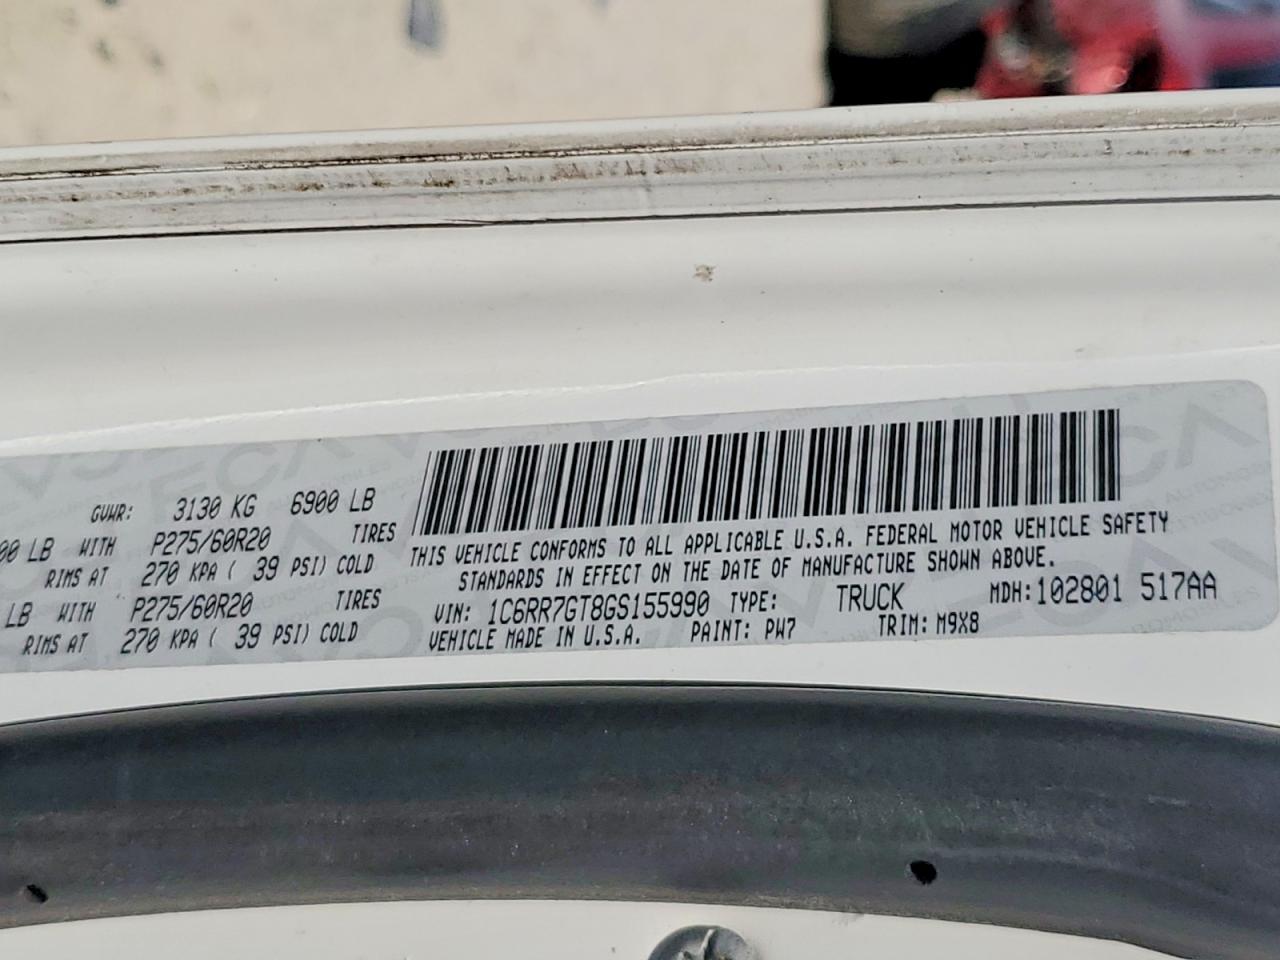 GVWR: 3130 KG 6900 LB
00 LB WITH P275/60R20 TIRES
RIMS AT 270 KPA ( 39 PSI) COLD
LB WITH P275/60R20 TIRES
RIMS AT 270 KPA ( 39 PSI) COLD
THIS VEHICLE CONFORMS TO ALL APPLICABLE U.S.A. FEDERAL MOTOR VEHICLE SAFETY
STANDARDS IN EFFECT ON THE DATE OF MANUFACTURE SHOWN ABOVE.
VIN: 1C6RR7GT8GS155990 TYPE: TRUCK MDH:102801 517AA
VEHICLE MADE IN U.S.A. PAINT: PW7 TRIM: M9X8